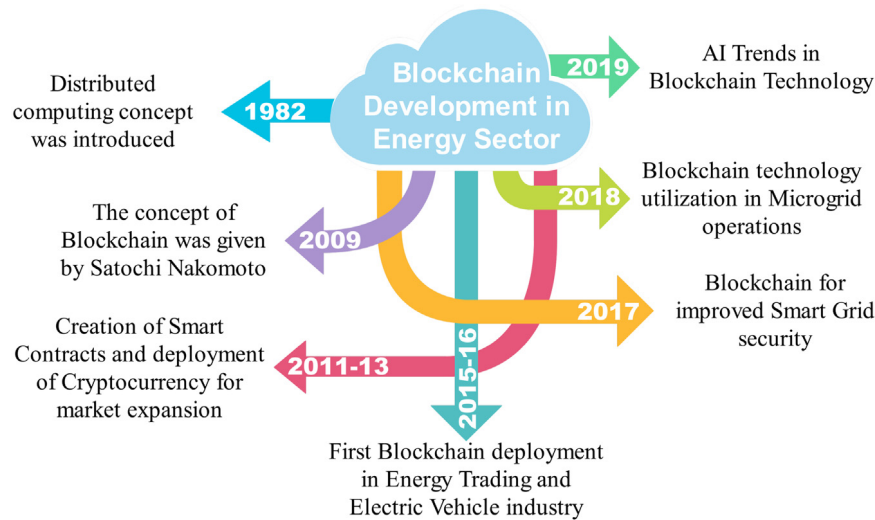 Blockchain
Development in
Energy Sector
1982
Distributed
computing concept
was introduced
2009
The concept of
Blockchain was given
by Satochi Nakomoto
2011-13
Creation of Smart
Contracts and deployment
of Cryptocurrency for
market expansion
2015-16
First Blockchain deployment
in Energy Trading and
Electric Vehicle industry
2017
Blockchain for
improved Smart Grid
security
2018
Blockchain technology
utilization in Microgrid
operations
2019
AI Trends in
Blockchain Technology